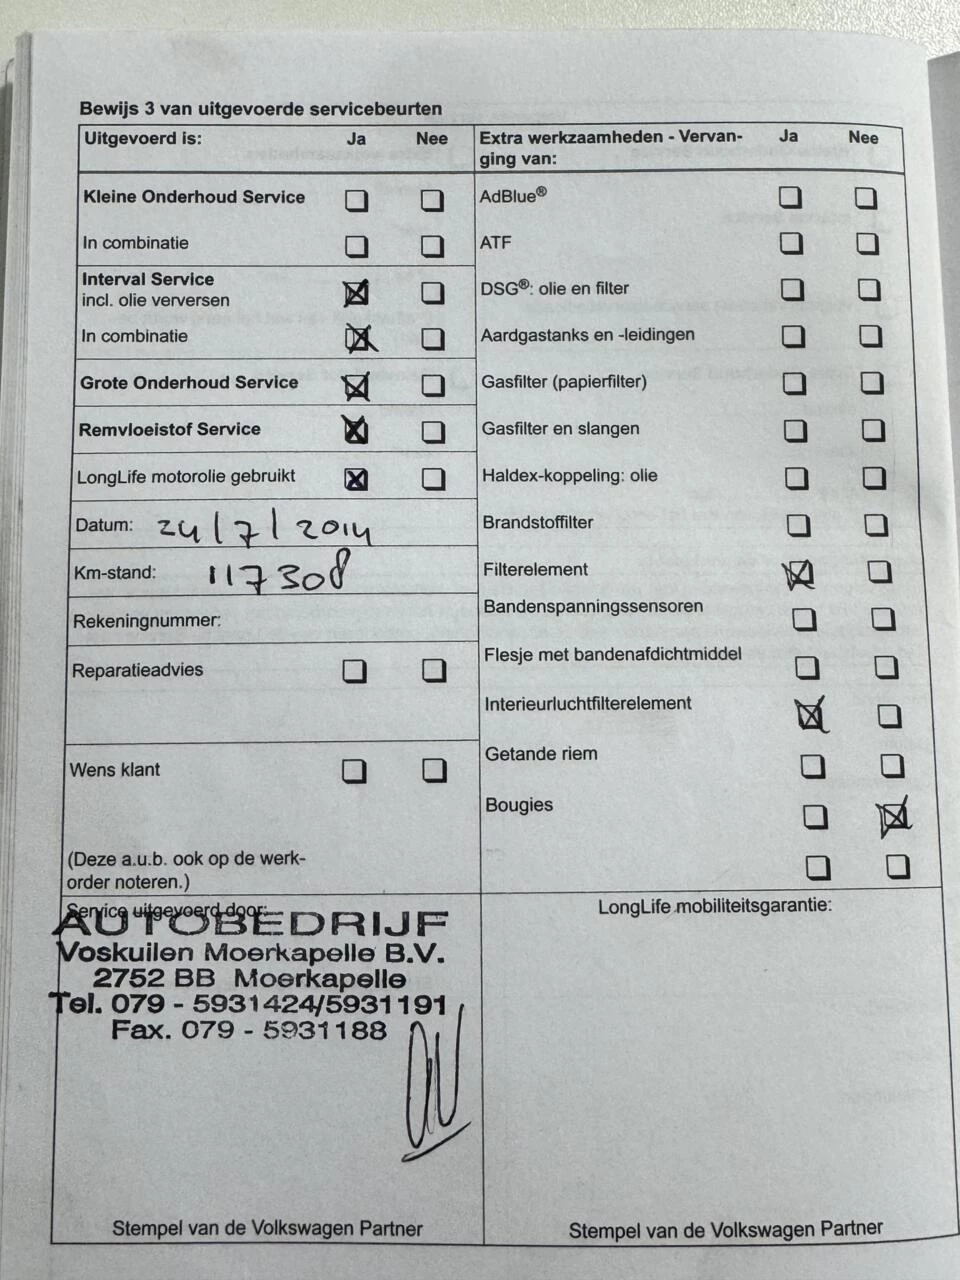 Bewijs 3 van uitgevoerde servicebeurten
Uitgevoerd is: Ja Nee
Kleine Onderhoud Service
In combinatie
Interval Service
incl. olie verversen
In combinatie
Grote Onderhoud Service
Remvloeistof Service
LongLife motorolie gebruikt
Datum: 24/7/2014
Km-stand: 117308
Rekeningnummer:
Reparatieadvies
Wens klant
(Deze a.u.b. ook op de werk-
order noteren.)
Extra werkzaamheden - Vervan- Ja Nee
ging van:
AdBlue®
ATF
DSG®: olie en filter
Aardgastanks en -leidingen
Gasfilter (papierfilter)
Gasfilter en slangen
Haldex-koppeling: olie
Brandstoffilter
Filterelement
Bandenspanningssensoren
Flesje met bandenafdichtmiddel
Interieurluchtfilterelement
Getande riem
Bougies
Service uitgevoerd door:
AUTOBEDRIJF
Voskuilen Moerkapelle B.V.
2752 BB Moerkapelle
Tel. 079 - 5931424/5931191
Fax. 079 - 5931188
Stempel van de Volkswagen Partner
LongLife mobiliteitsgarantie:
Stempel van de Volkswagen Partner